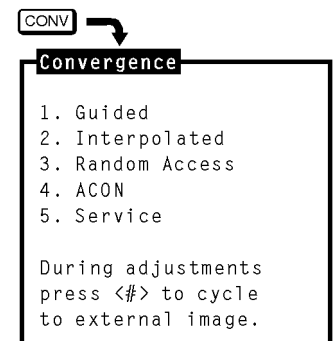 CONV
Convergence
1. Guided
2. Interpolated
3. Random Access
4. ACON
5. Service
During adjustments
press <#> to cycle
to external image.